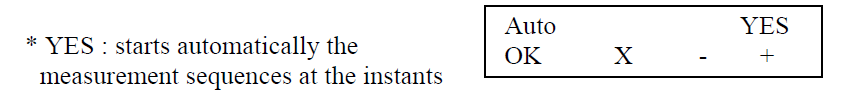 * YES : starts automatically the
measurement sequences at the instants
Auto YES
OK X - +